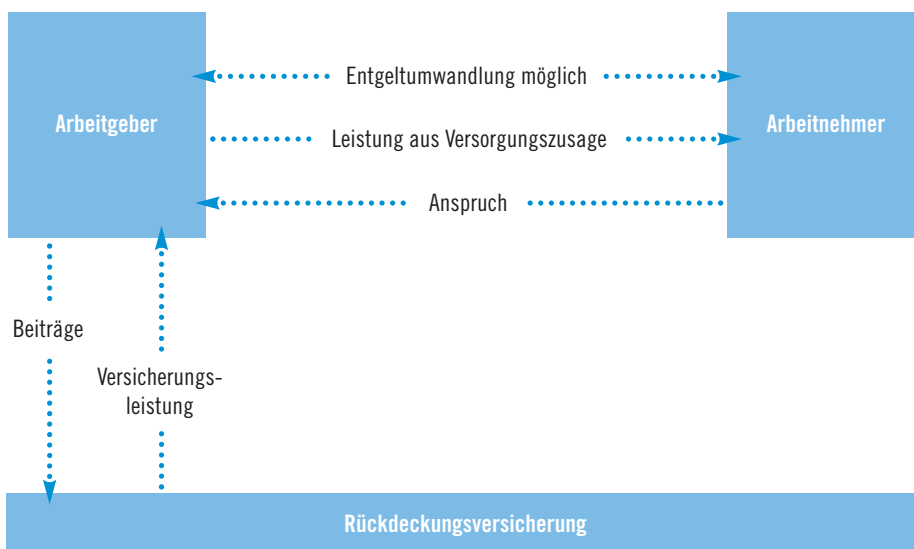 Entgeltumwandlung möglich
Arbeitgeber
Arbeitnehmer
Leistung aus Versorgungszusage
Anspruch
Beiträge
Versicherungs-
leistung
Rückdeckungsversicherung